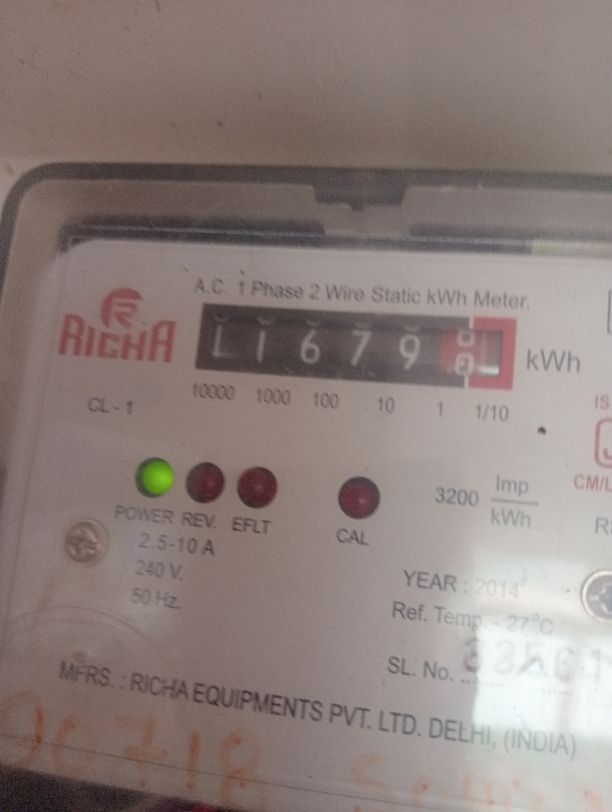 A.C. 1 Phase 2 Wire Static kWh Meter.
RICHA
1 6 7 9
kWh
10000 1000 100 10 1 1/10
CL - 1
IS
CM/L
3200 Imp/kWh
POWER REV. EFLT
CAL
2.5-10 A
240 V.
50 Hz.
YEAR : 2014
Ref. Temp. - 27°C
SL. No.
MFRS. : RICHA EQUIPMENTS PVT. LTD. DELHI, (INDIA)
90718